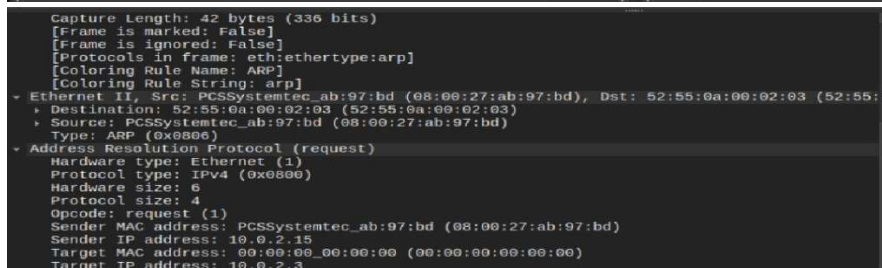 Capture Length: 42 bytes (336 bits)
[Frame is marked: False]
[Frame is ignored: False]
[Protocols in frame: eth:ethertype:arp]
[Coloring Rule Name: ARP]
[Coloring Rule String: arp]
Ethernet II, Src: PCSSystemtec_ab:97:bd (08:00:27:ab:97:bd), Dst: 52:55:0a:00:02:03 (52:55:
Destination: 52:55:0a:00:02:03 (52:55:0a:00:02:03)
Source: PCSSystemtec_ab:97:bd (08:00:27:ab:97:bd)
Type: ARP (0x0806)
Address Resolution Protocol (request)
Hardware type: Ethernet (1)
Protocol type: IPv4 (0x0800)
Hardware size: 6
Protocol size: 4
Opcode: request (1)
Sender MAC address: PCSSystemtec_ab:97:bd (08:00:27:ab:97:bd)
Sender IP address: 10.0.2.15
Target MAC address: 00:00:00_00:00:00 (00:00:00:00:00:00)
Target IP address: 10.0.2.3